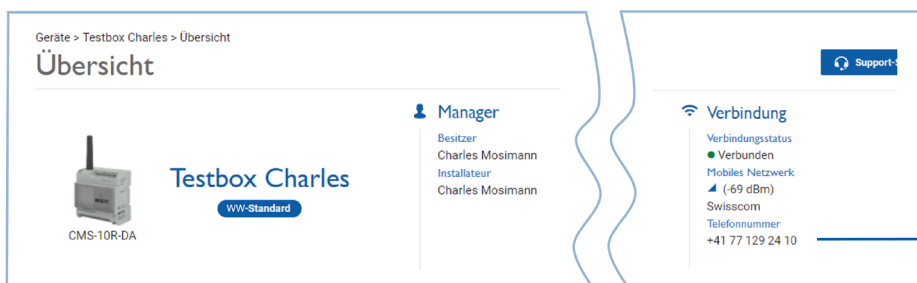 Geräte > Testbox Charles > Übersicht
Übersicht
CMS-10R-DA
Testbox Charles
WW-Standard
Manager
Besitzer
Charles Mosimann
Installateur
Charles Mosimann
Support-S
Verbindung
Verbindungsstatus
Verbunden
Mobiles Netzwerk
(-69 dBm)
Swisscom
Telefonnummer
+41 77 129 24 10